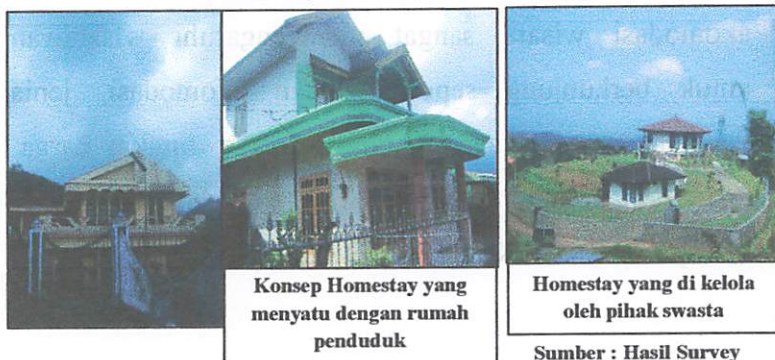 Konsep Homestay yang
menyatu dengan rumah
penduduk
Homestay yang di kelola
oleh pihak swasta
Sumber : Hasil Survey